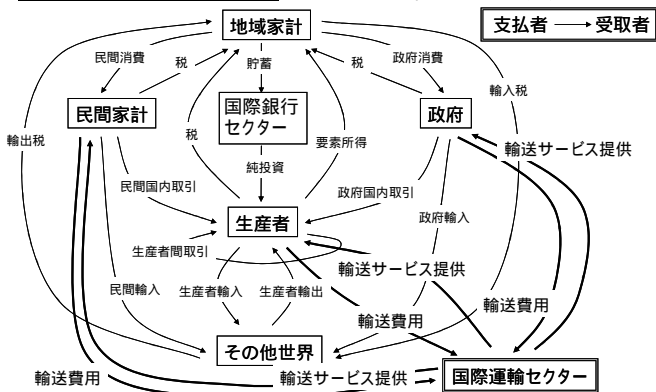 地域家計
支払者 → 受取者
民間消費
税
貯蓄
税
政府消費
輸入税
民間家計
国際銀行
セクター
政府
輸出税
税
要素所得
輸送サービス提供
純投資
民間国内取引
政府国内取引
政府輸入
生産者
生産者間取引
輸送サービス提供
民間輸入
生産者輸入
生産者輸出
輸送費用
輸送費用
その他世界
輸送費用
輸送サービス提供
国際運輸セクター